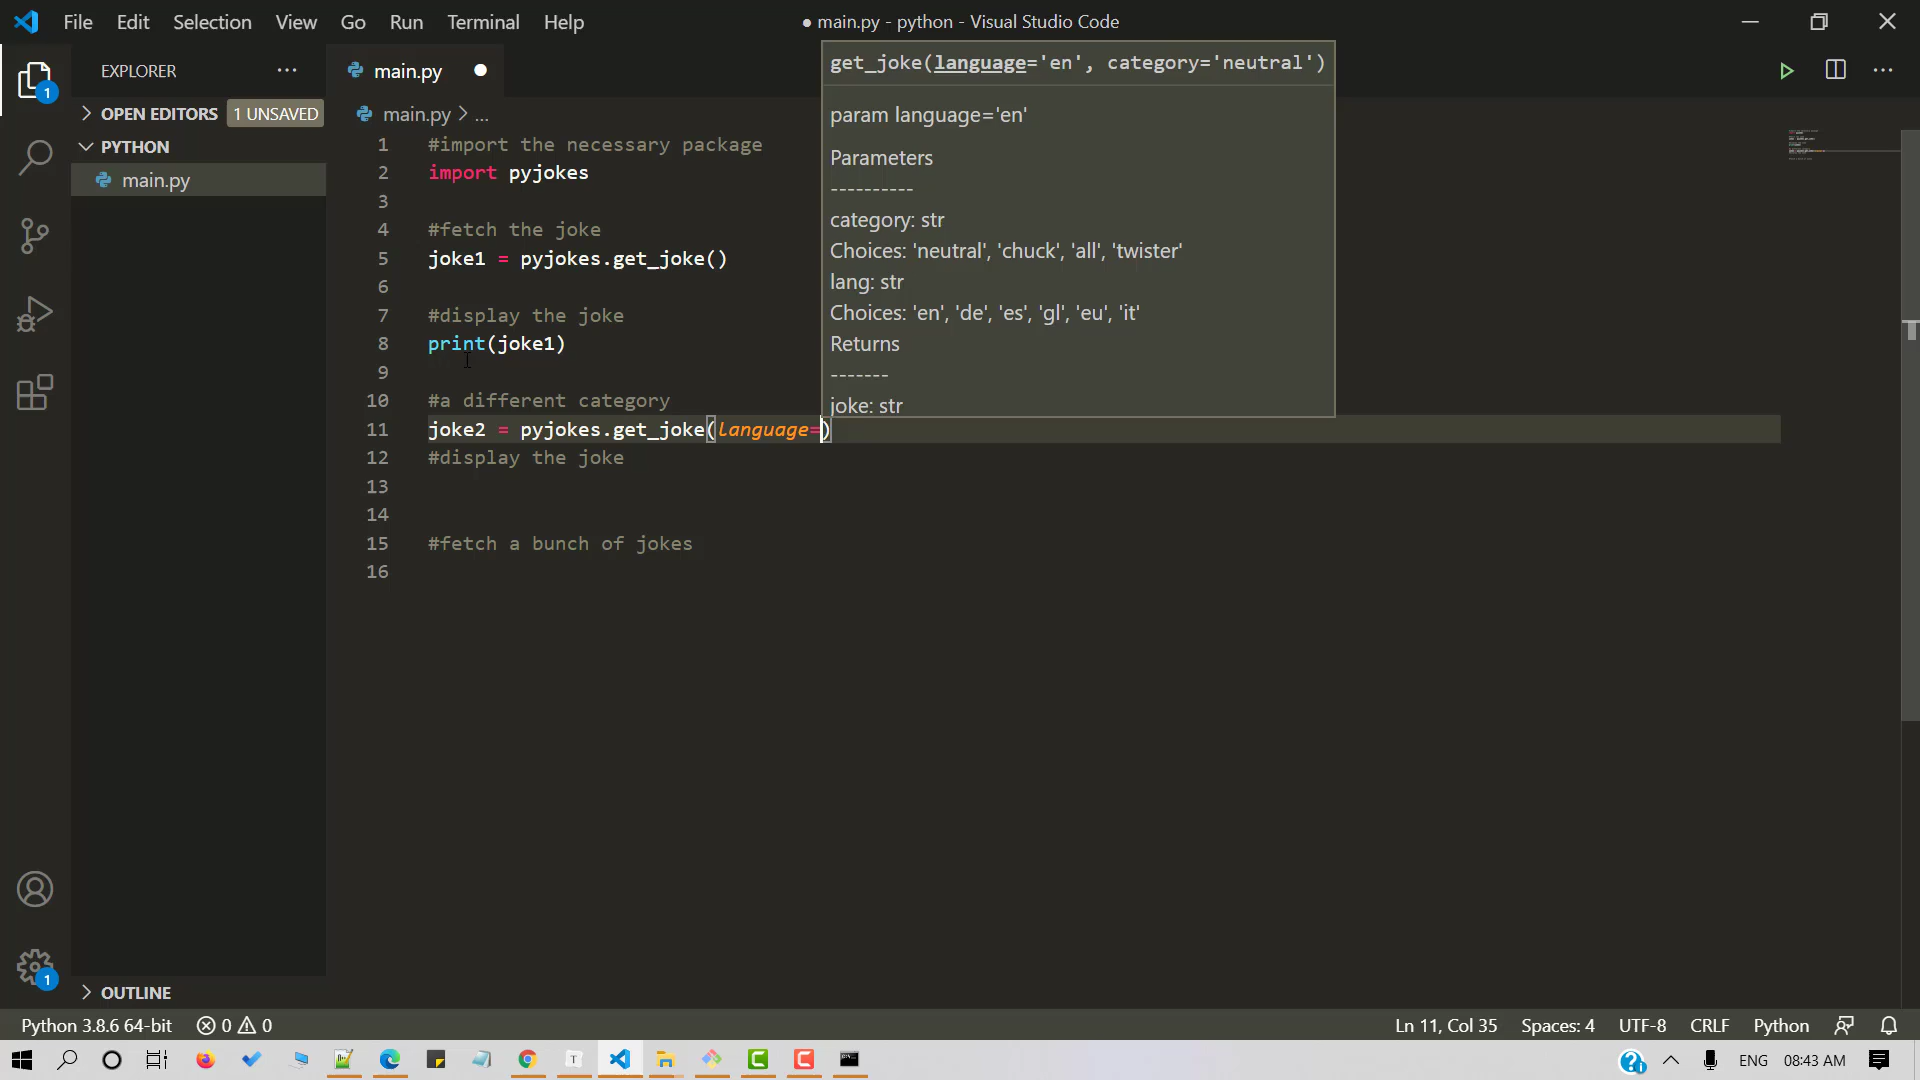 File Edit Selection View Go Run Terminal Help
● main.py - python - Visual Studio Code
EXPLORER
main.py
OPEN EDITORS 1 UNSAVED
PYTHON
main.py
main.py > ...
1 #import the necessary package
2 import pyjokes
3
4 #fetch the joke
5 joke1 = pyjokes.get_joke()
6
7 #display the joke
8 print(joke1)
9
10 #a different category
11 joke2 = pyjokes.get_joke(language=)
12 #display the joke
13
14
15 #fetch a bunch of jokes
16
get_joke(language='en', category='neutral')
param language='en'
Parameters
----------
category: str
Choices: 'neutral', 'chuck', 'all', 'twister'
lang: str
Choices: 'en', 'de', 'es', 'gl', 'eu', 'it'
Returns
-------
joke: str
1
1
OUTLINE
Python 3.8.6 64-bit 0 0
Ln 11, Col 35 Spaces: 4 UTF-8 CRLF Python
ENG 08:43 AM